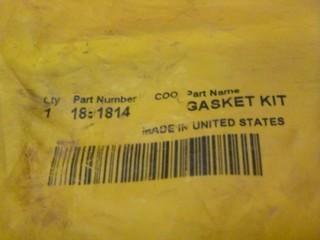 Qty Part Number COO Part Name
1 GASKET KIT
MADE IN UNITED STATES